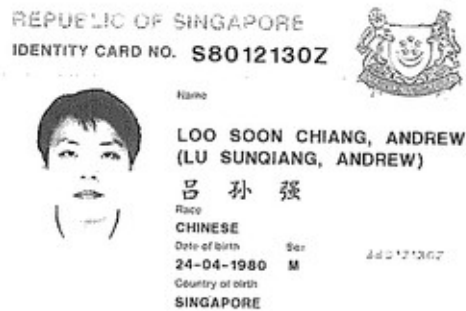 REPUBLIC OF SINGAPORE
IDENTITY CARD NO. S8012130Z
Name
LOO SOON CHIANG, ANDREW
(LU SUNQIANG, ANDREW)
吕 孙 强
Race
CHINESE
Date of birth Sex
24-04-1980 M
Country of birth
SINGAPORE